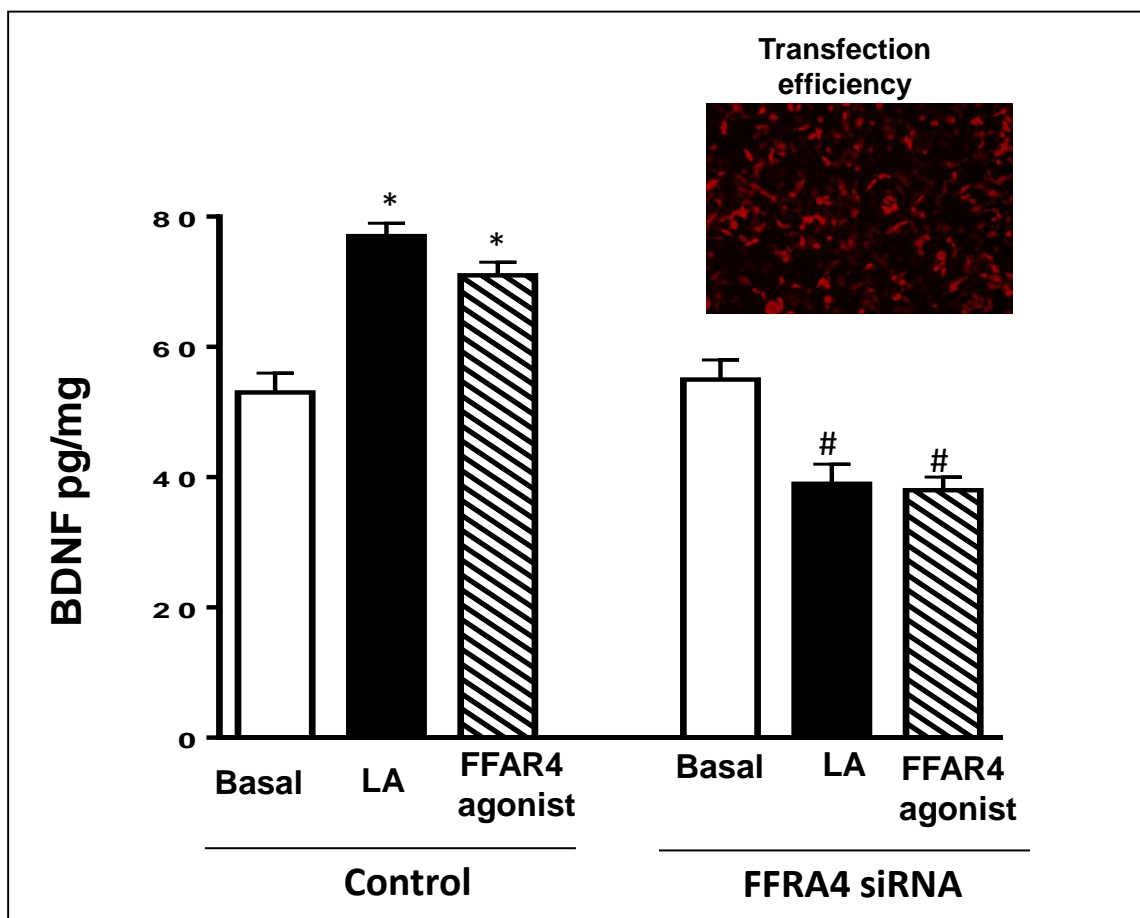 Transfection
efficiency
*
*
#
#
80
60
40
20
0
BDNF pg/mg
Basal
LA
FFAR4
agonist
Basal
LA
FFAR4
agonist
Control
FFRA4 siRNA